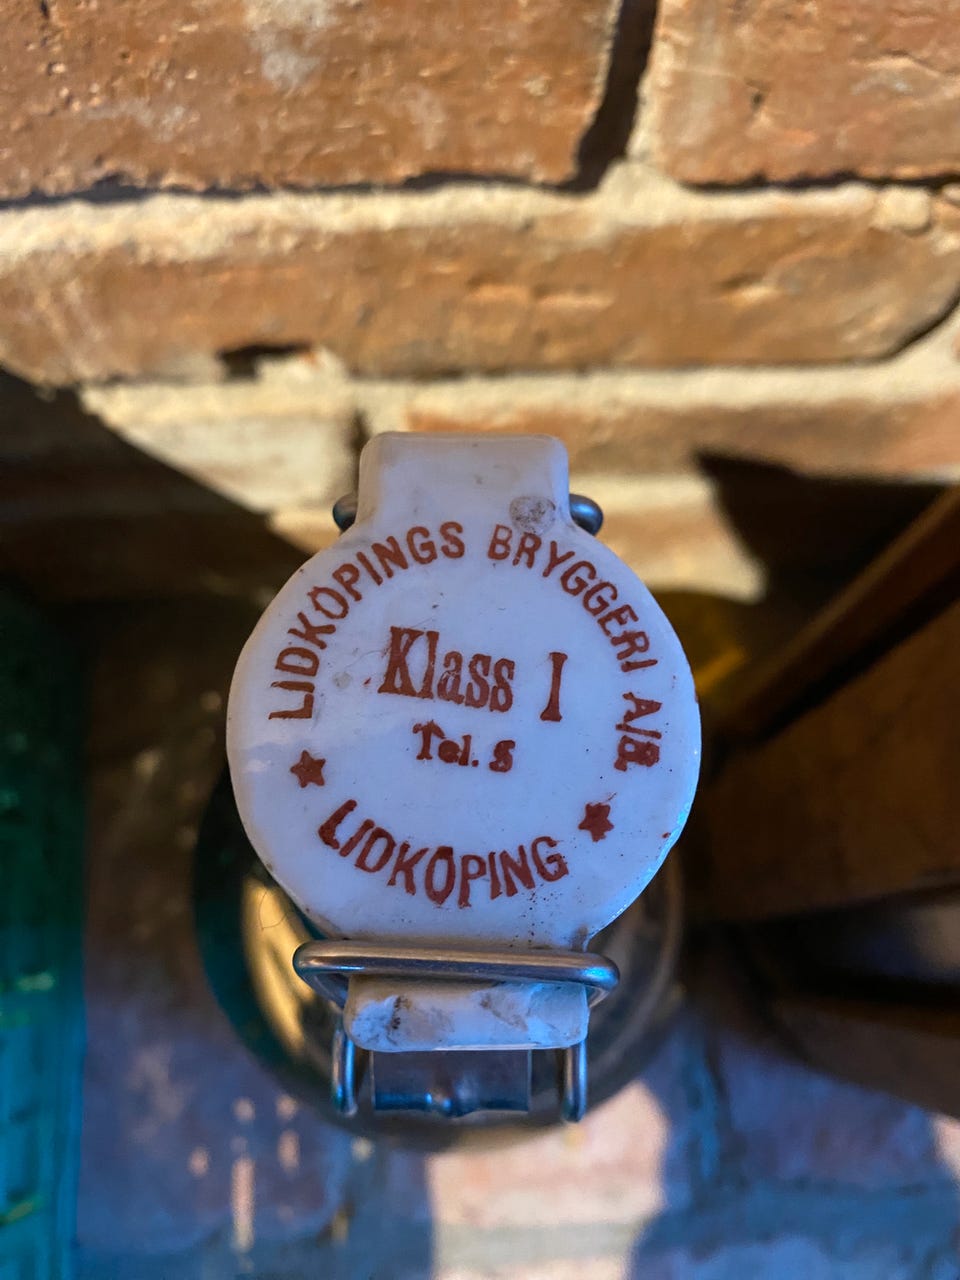 LIDKÖPINGS BRYGGERI A/B
Klass I
Tel. 5
LIDKÖPING